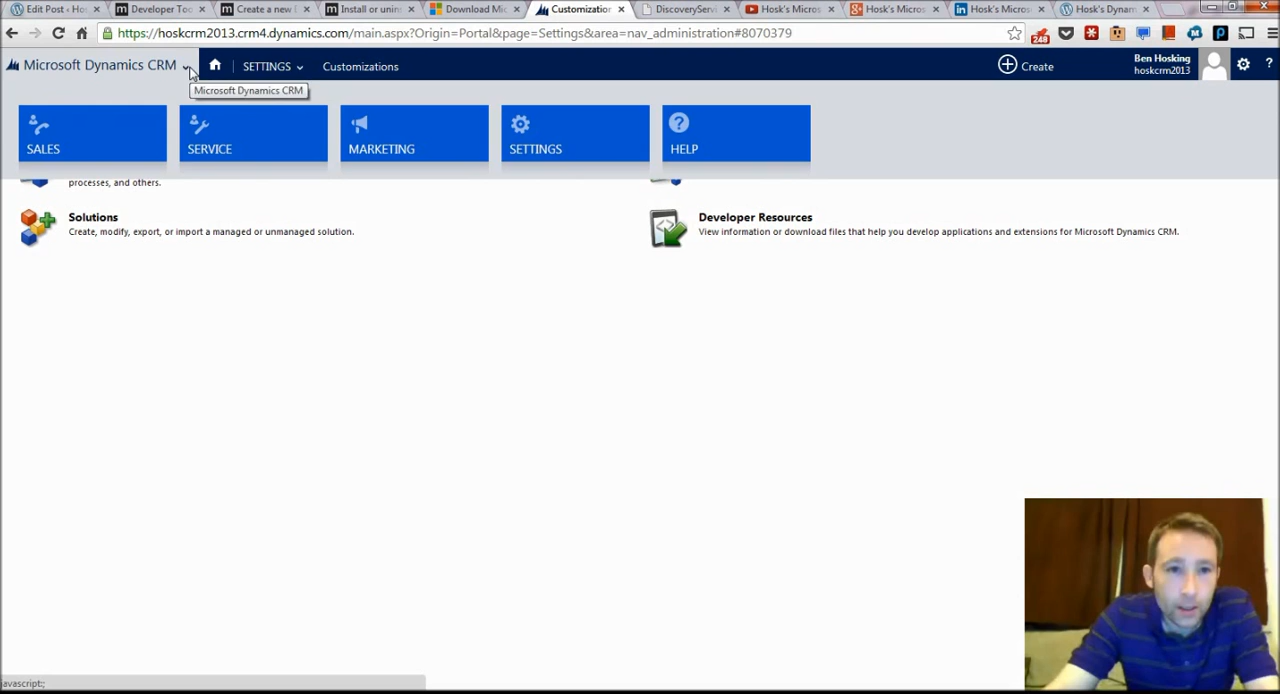 Edit Post ‹ Ho
Developer Too
Create a new
Install or unin
Download Mi
Customization
DiscoveryServi
Hosk's Micros
Hosk's Micros
Hosk's Micros
Hosk's Dynam
https://hoskcrm2013.crm4.dynamics.com/main.aspx?Origin=Portal&page=Settings&area=nav_administration#8070379
248
Microsoft Dynamics CRM
SETTINGS
Customizations
Create
Ben Hosking
hoskcrm2013
?
Microsoft Dynamics CRM
SALES
SERVICE
MARKETING
SETTINGS
HELP
processes, and others.
Solutions
Create, modify, export, or import a managed or unmanaged solution.
Developer Resources
View information or download files that help you develop applications and extensions for Microsoft Dynamics CRM.
javascript:;